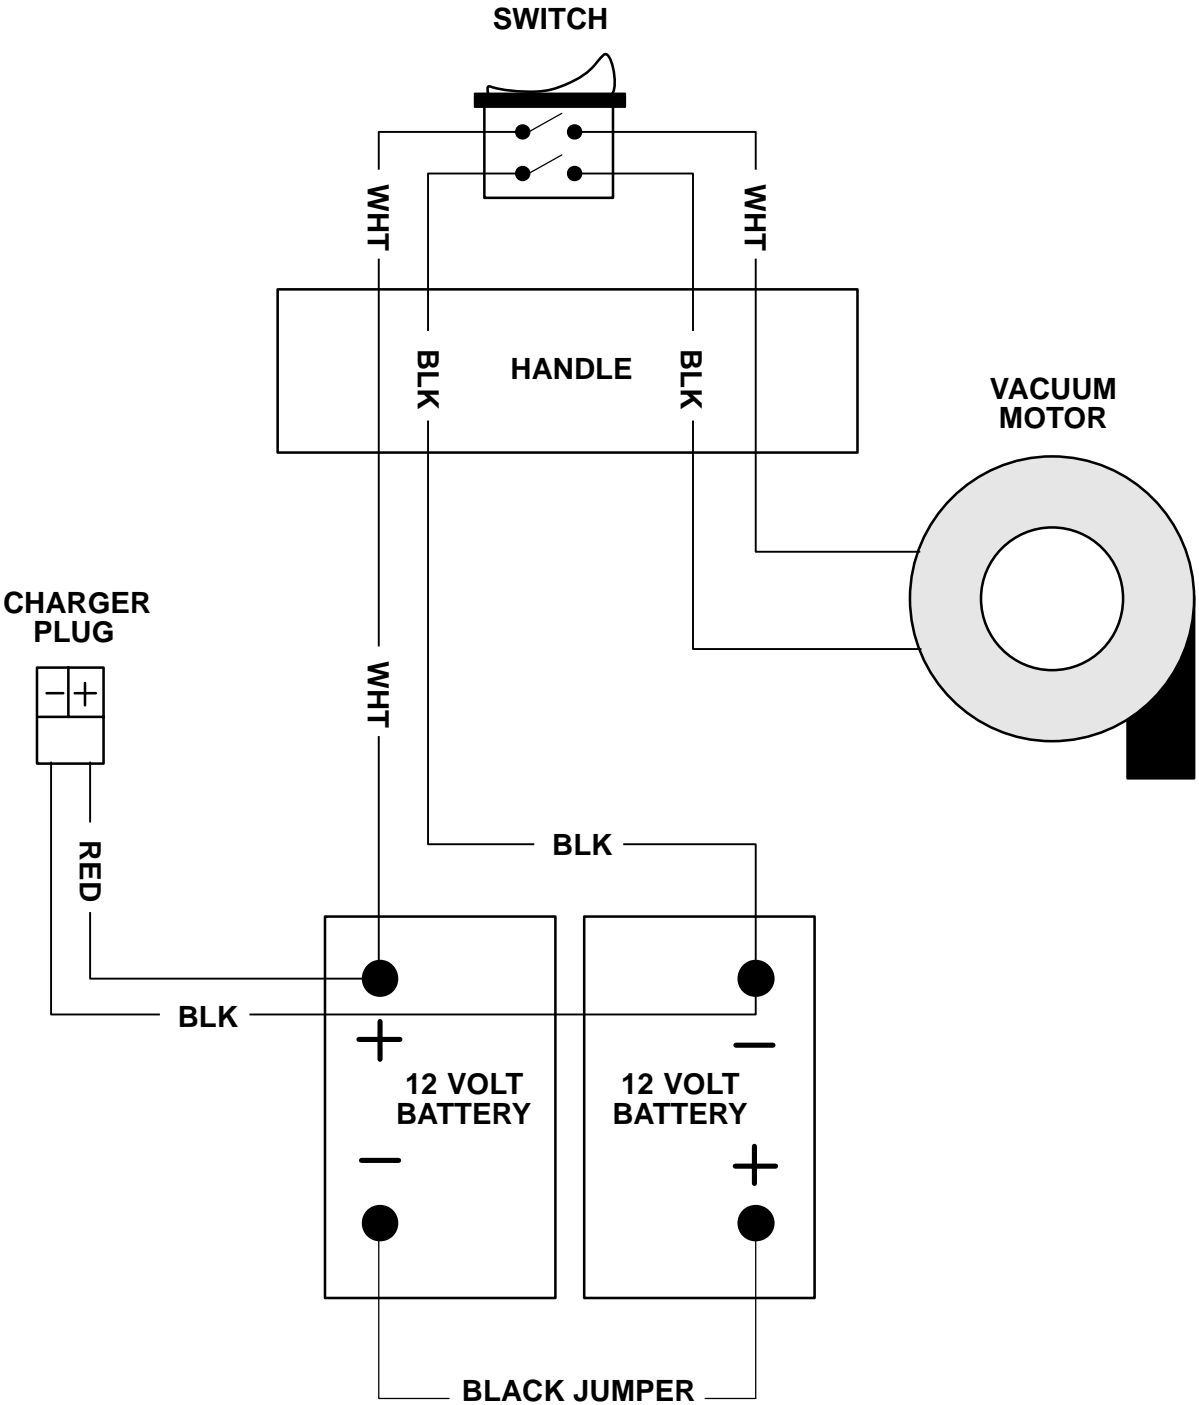 SWITCH
WHT
WHT
BLK
HANDLE
BLK
VACUUM
MOTOR
CHARGER
PLUG
− +
WHT
RED
BLK
BLK
+
−
12 VOLT
BATTERY
12 VOLT
BATTERY
−
+
BLACK JUMPER